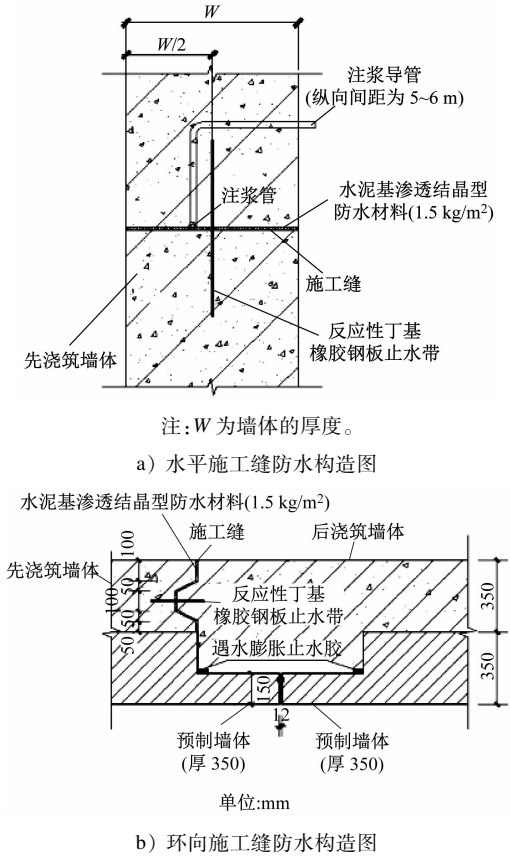 W
W/2
注浆导管
(纵向间距为 5~6 m)
注浆管
水泥基渗透结晶型
防水材料(1.5 kg/m²)
施工缝
先浇筑墙体
反应性丁基
橡胶钢板止水带
注:W 为墙体的厚度。
a) 水平施工缝防水构造图
水泥基渗透结晶型防水材料(1.5 kg/m²)
施工缝
后浇筑墙体
先浇筑墙体
100
50
100
50
50
反应性丁基
橡胶钢板止水带
遇水膨胀止水胶
350
350
150
12
预制墙体
(厚 350)
预制墙体
(厚 350)
单位:mm
b) 环向施工缝防水构造图